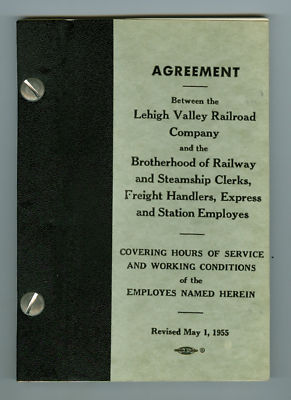 AGREEMENT
Between the
Lehigh Valley Railroad
Company
and the
Brotherhood of Railway
and Steamship Clerks,
Freight Handlers, Express
and Station Employes
COVERING HOURS OF SERVICE
AND WORKING CONDITIONS
of the
EMPLOYES NAMED HEREIN
Revised May 1, 1955